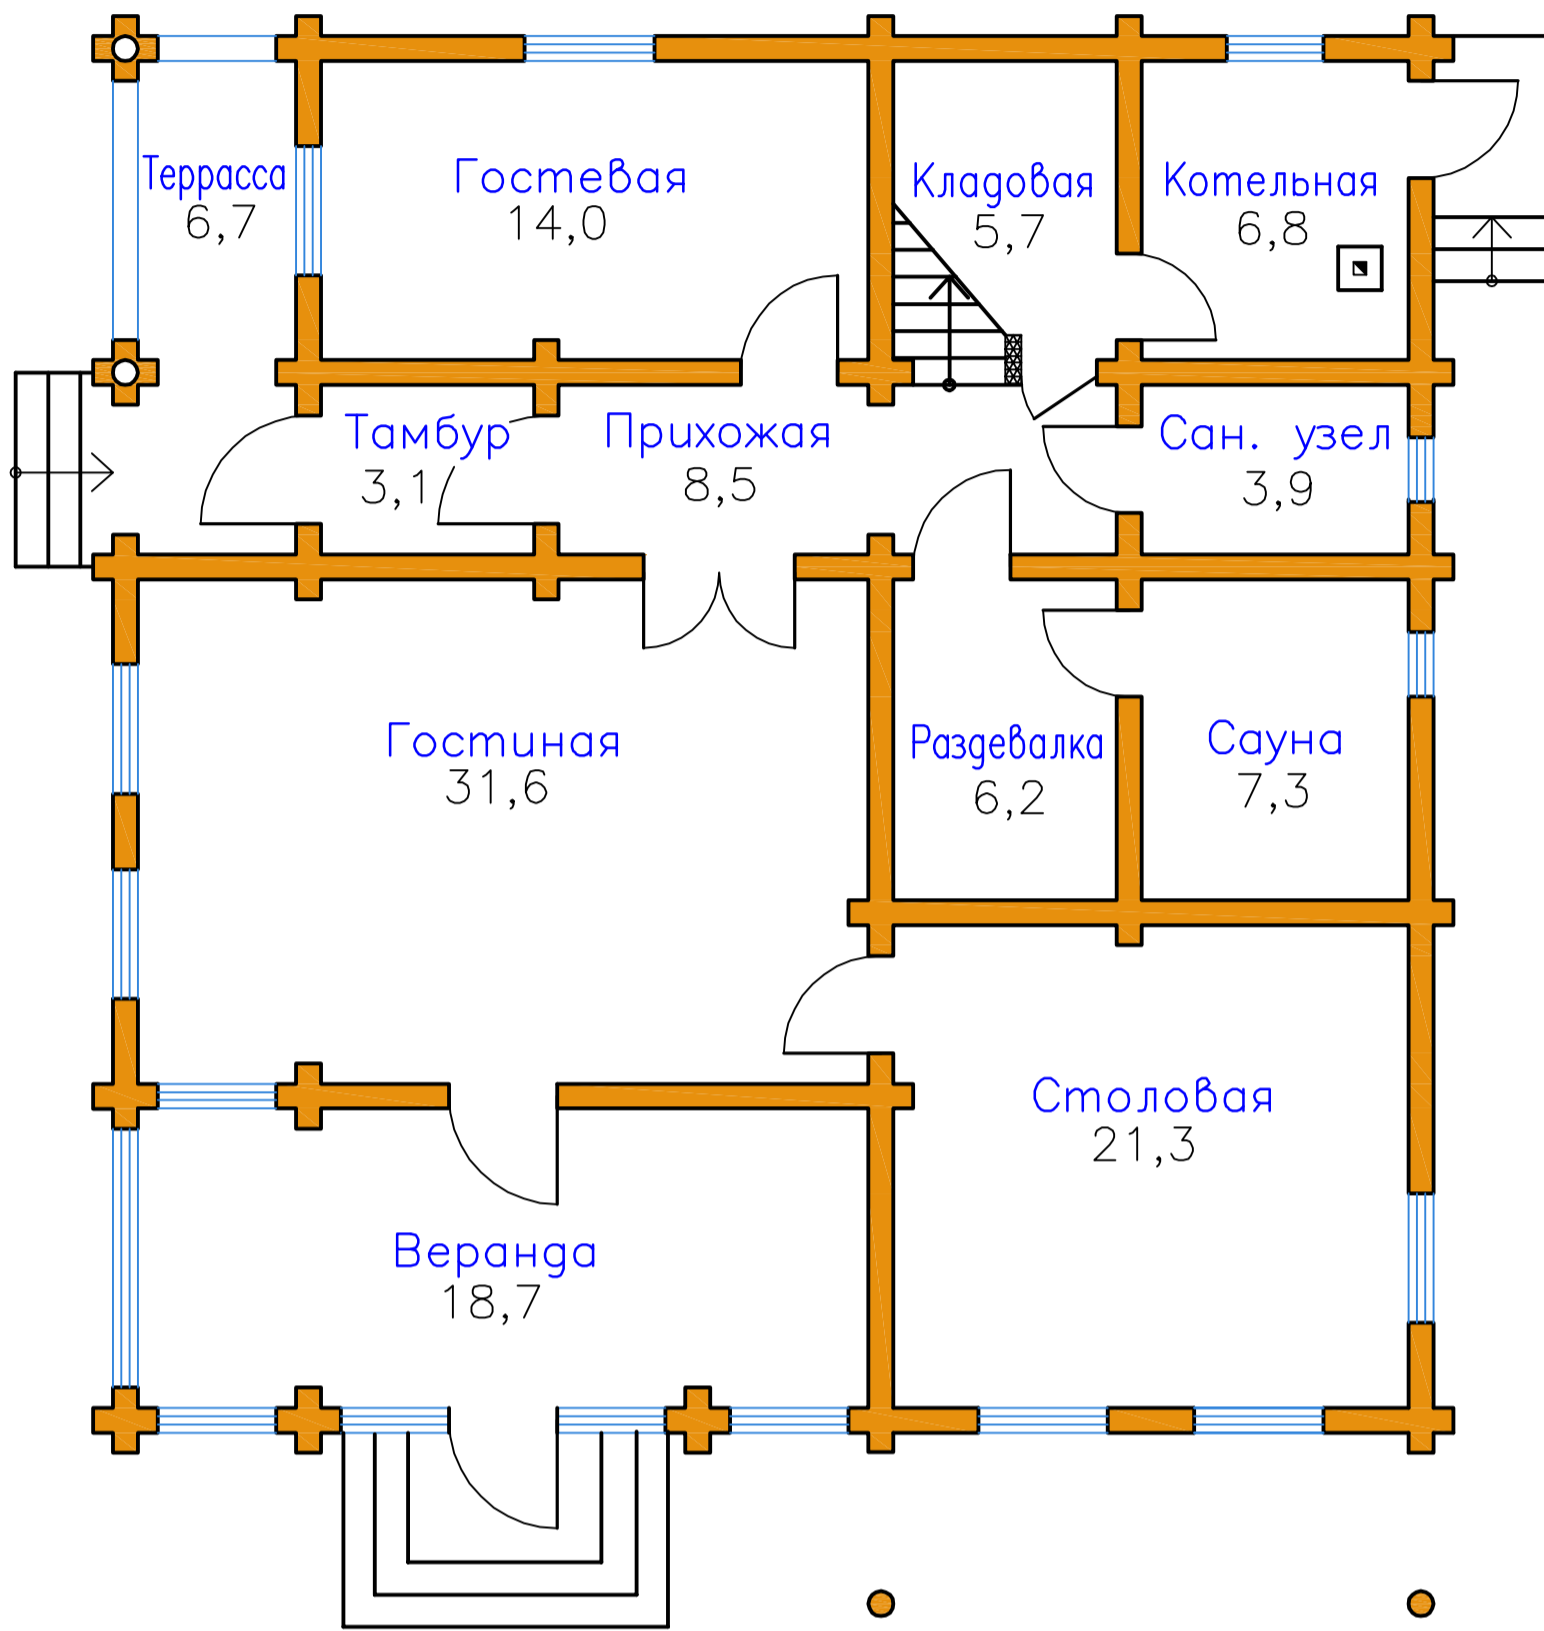 Терраса
6,7
Гостевая
14,0
Кладовая
5,7
Котельная
6,8
Тамбур
3,1
Прихожая
8,5
Сан. узел
3,9
Гостиная
31,6
Раздевалка
6,2
Сауна
7,3
Столовая
21,3
Веранда
18,7